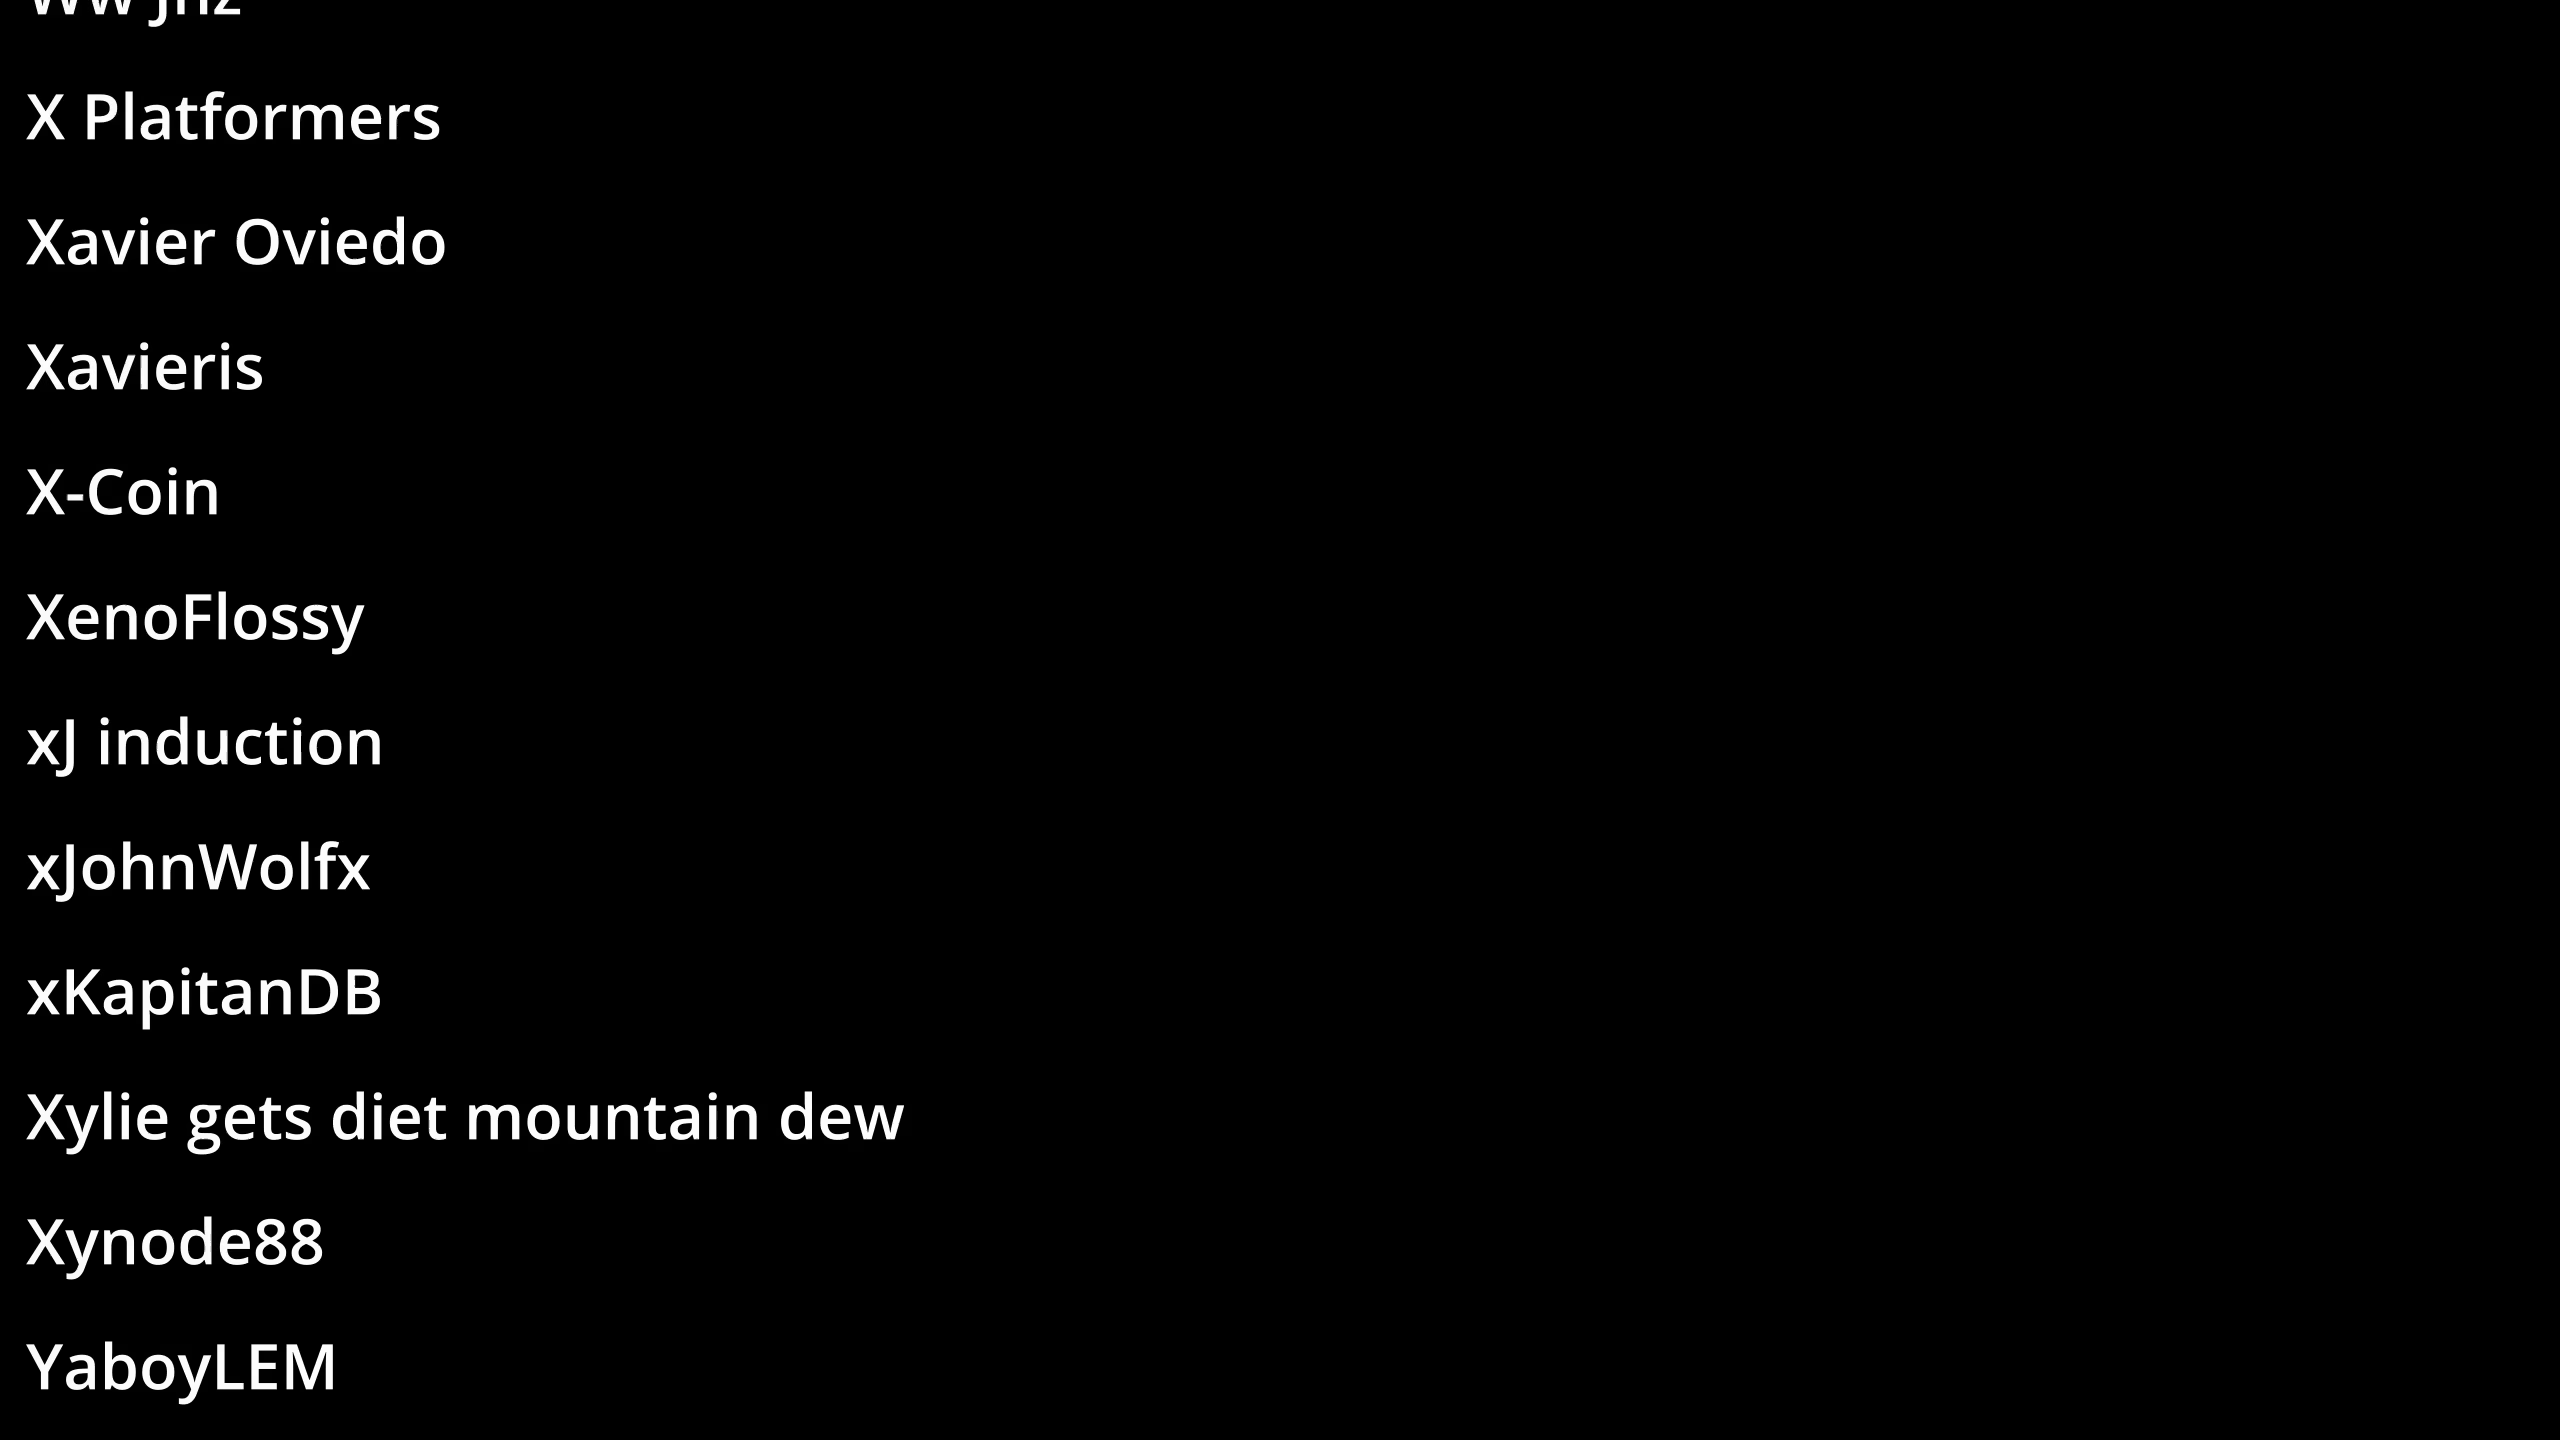 X Platformers
Xavier Oviedo
Xavieris
X-Coin
XenoFlossy
xJ induction
xJohnWolfx
xKapitanDB
Xylie gets diet mountain dew
Xynode88
YaboyLEM